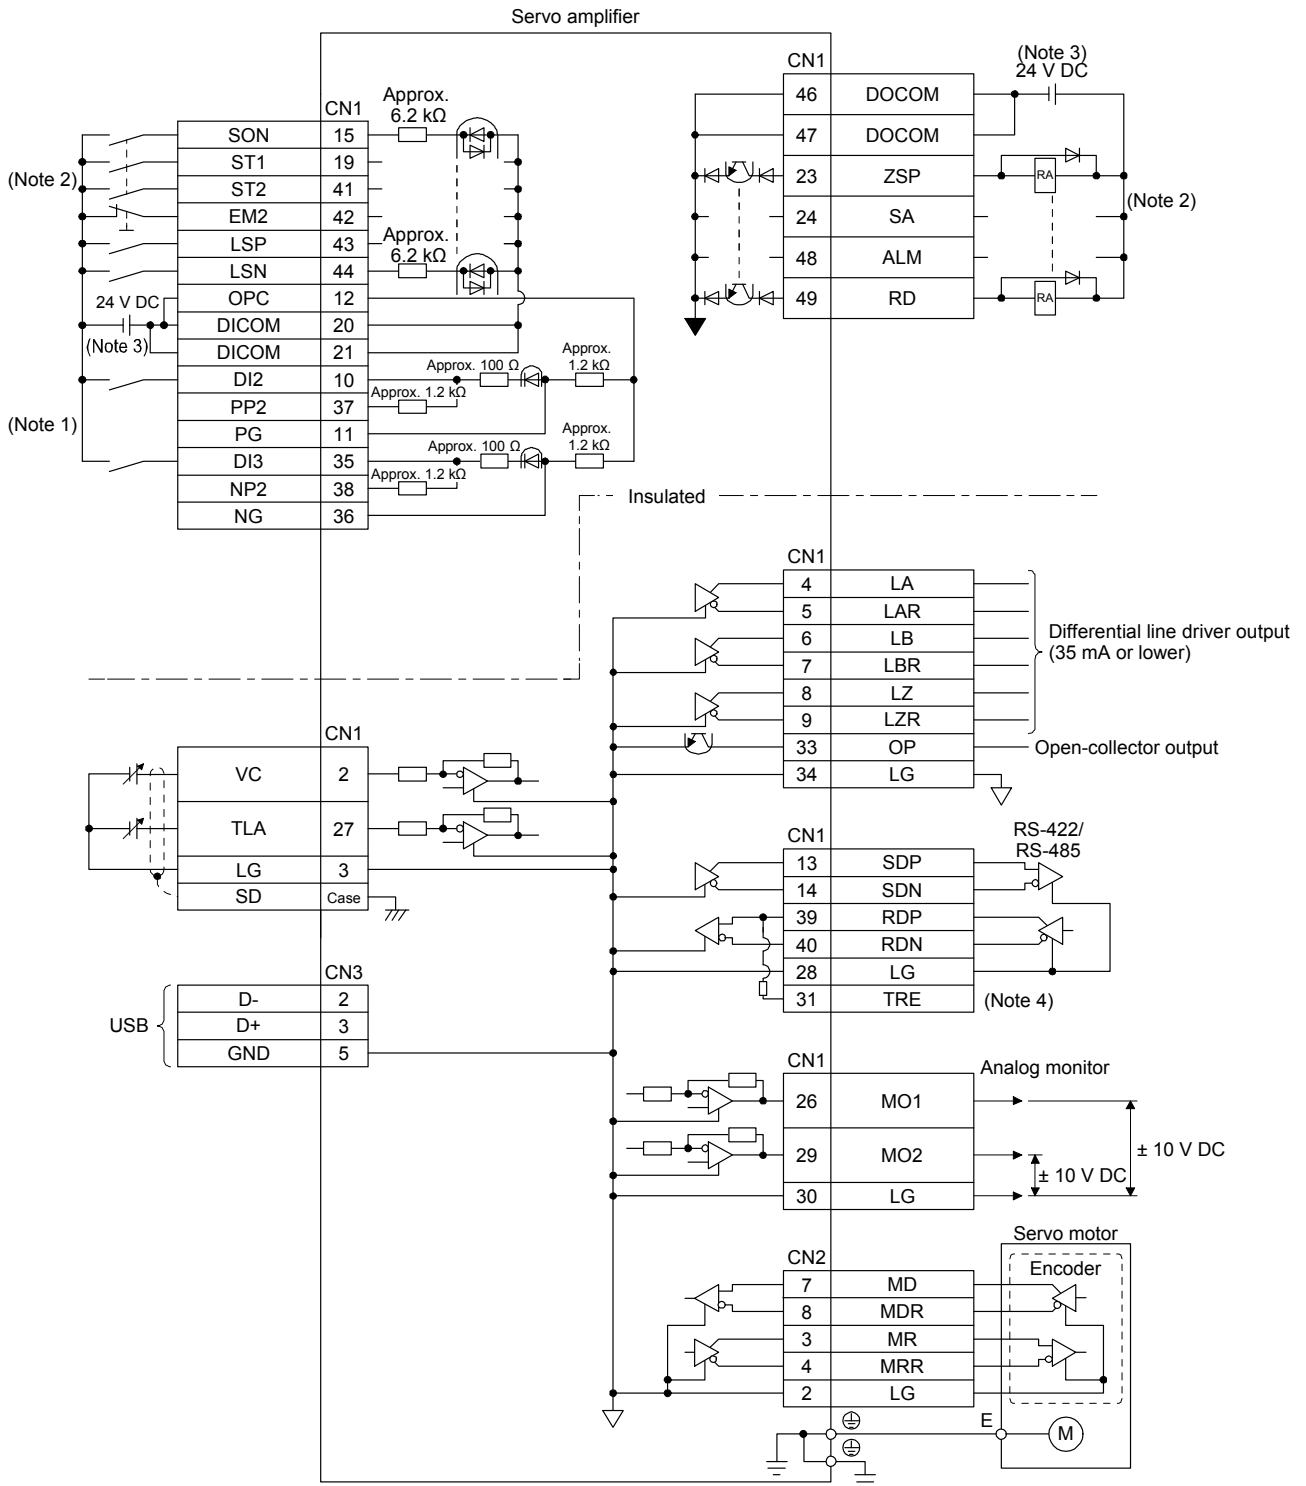 Servo amplifier
CN1
Approx.
6.2 kΩ
SON 15
ST1 19
(Note 2)
ST2 41
EM2 42
LSP 43
Approx.
6.2 kΩ
LSN 44
OPC 12
24 V DC
(Note 3)
DICOM 20
DICOM 21
DI2 10
Approx. 100 Ω
Approx.
1.2 kΩ
PP2 37
Approx. 1.2 kΩ
(Note 1)
PG 11
DI3 35
Approx. 100 Ω
Approx.
1.2 kΩ
NP2 38
Approx. 1.2 kΩ
NG 36
CN1
(Note 3)
24 V DC
46 DOCOM
47 DOCOM
23 ZSP
RA
(Note 2)
24 SA
48 ALM
49 RD
RA
Insulated
CN1
4 LA
5 LAR
6 LB
7 LBR
8 LZ
9 LZR
Differential line driver output
(35 mA or lower)
33 OP
Open-collector output
34 LG
CN1
VC 2
TLA 27
LG 3
SD Case
CN1
RS-422/
RS-485
13 SDP
14 SDN
39 RDP
40 RDN
28 LG
31 TRE
(Note 4)
CN3
USB
D- 2
D+ 3
GND 5
CN1
Analog monitor
26 MO1
29 MO2
30 LG
± 10 V DC
± 10 V DC
Servo motor
Encoder
CN2
7 MD
8 MDR
3 MR
4 MRR
2 LG
E
M